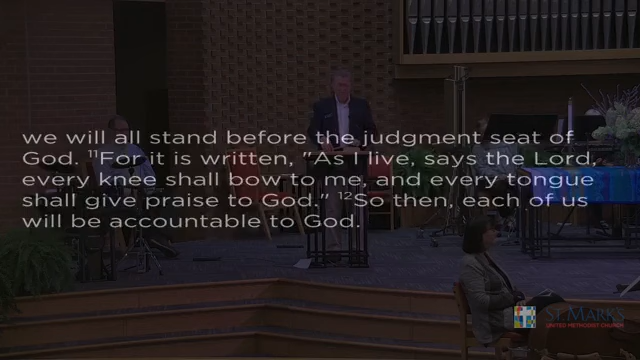 we will all stand before the judgment seat of
God. ¹¹For it is written, "As I live, says the Lord,
every knee shall bow to me, and every tongue
shall give praise to God." ¹²So then, each of us
will be accountable to God.
ST. MARK'S
UNITED METHODIST CHURCH